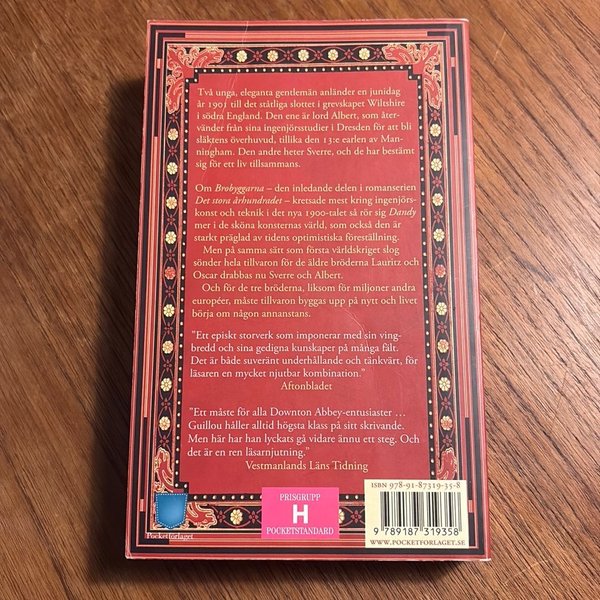 Två unga, eleganta gentlemän anländer en junidag
år 1901 till det ståtliga slottet i grevskapet Wiltshire
i södra England. Den ene är lord Albert, som åter-
vänder från sina ingenjörsstudier i Dresden för att bli
släktens överhuvud, tillika den 13:e earlen av Man-
ningham. Den andre heter Sverre, och de har bestämt
sig för ett liv tillsammans.
Om Brobyggarna – den inledande delen i romanserien
Det stora århundradet – kretsade mest kring ingenjörs-
konst och teknik i det nya 1900-talet så rör sig Dandy
mer i de sköna konsternas värld, som också den är
starkt präglad av tidens optimistiska föreställning.
Men på samma sätt som första världskriget slog
sönder hela tillvaron för de äldre bröderna Lauritz och
Oscar drabbas nu Sverre och Albert.
Och för de tre bröderna, liksom för miljoner andra
européer, måste tillvaron byggas upp på nytt och livet
börja om någon annanstans.
"Ett episkt storverk som imponerar med sin ving-
bredd och sina gedigna kunskaper på många fält.
Det är både suveränt underhållande och tänkvärt, för
läsaren en mycket njutbar kombination."
Aftonbladet
"Ett måste för alla Downton Abbey-entusiaster …
Guillou håller alltid högsta klass på sitt skrivande.
Men här har han lyckats gå vidare ännu ett steg. Och
det är en ren läsarnjutning."
Vestmanlands Läns Tidning
Pocketförlaget
PRISGRUPP
H
POCKETSTANDARD
ISBN 978-91-87319-35-8
9 789187 319358
WWW.POCKETFORLAGET.SE